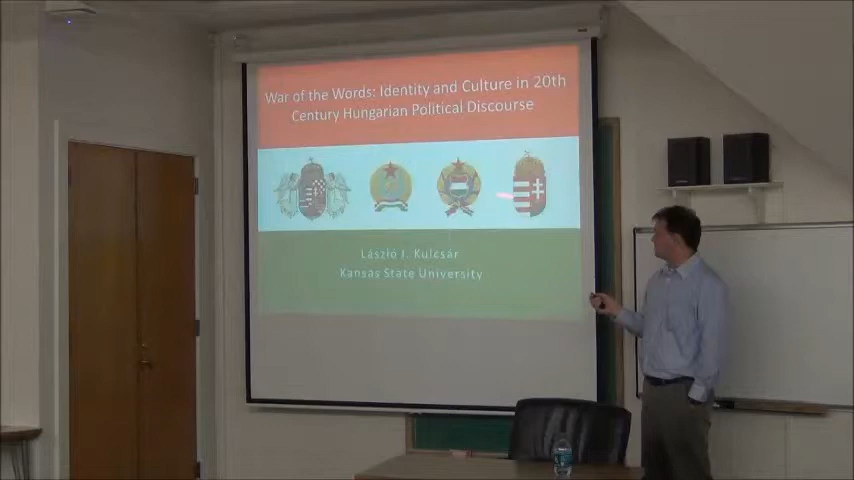 War of the Words: Identity and Culture in 20th
Century Hungarian Political Discourse
László J. Kulcsár
Kansas State University